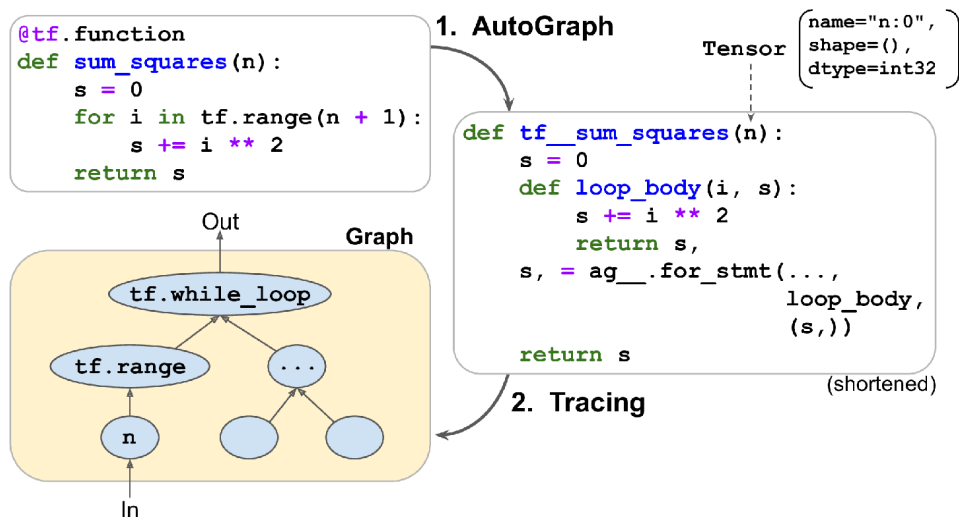 @tf.function
def sum_squares(n):
    s = 0
    for i in tf.range(n + 1):
        s += i ** 2
    return s
1. AutoGraph
Tensor
name="n:0",
shape=(),
dtype=int32
def tf__sum_squares(n):
    s = 0
    def loop_body(i, s):
        s += i ** 2
        return s,
    s, = ag__.for_stmt(...,
                       loop_body,
                       (s,))
    return s
(shortened)
2. Tracing
Out
Graph
tf.while_loop
tf.range
...
n
In